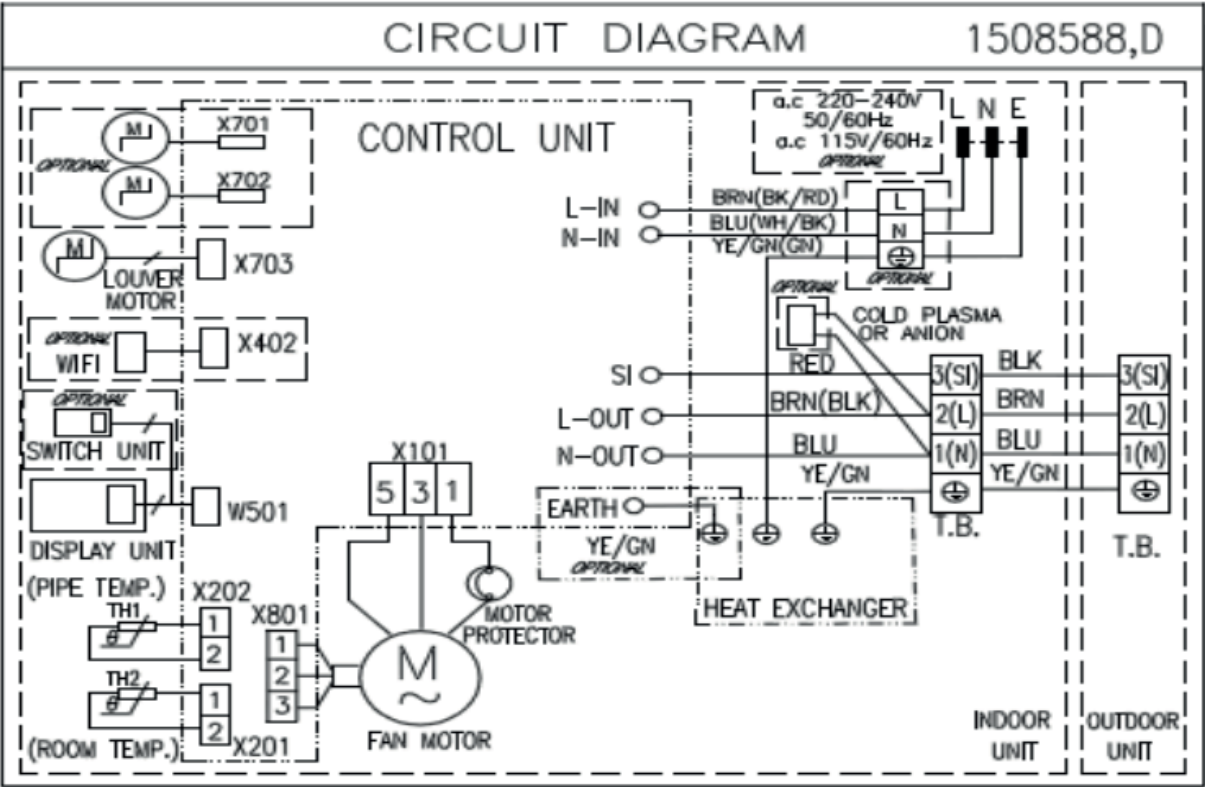 CIRCUIT DIAGRAM 1508588,D
M X701
OPTIONAL
M X702
M X703
LOUVER
MOTOR
OPTIONAL
WIFI X402
OPTIONAL
SWITCH UNIT
W501
DISPLAY UNIT
(PIPE TEMP.)
TH1
θ
X202
1
2
TH2
θ
1
2
X201
(ROOM TEMP.)
X801
1
2
3
CONTROL UNIT
X101
5 3 1
MOTOR
PROTECTOR
M
~
FAN MOTOR
a.c 220-240V
50/60Hz
a.c 115V/60Hz
OPTIONAL
L N E
L-IN BRN(BK/RD) L
N-IN BLU(WH/BK) N
YE/GN(GN)
OPTIONAL
OPTIONAL
COLD PLASMA
OR ANION
SI RED 3(SI) BLK 3(SI)
L-OUT BRN(BLK) 2(L) BRN 2(L)
N-OUT BLU 1(N) BLU 1(N)
YE/GN YE/GN
T.B. T.B.
EARTH
YE/GN
OPTIONAL
HEAT EXCHANGER
INDOOR
UNIT
OUTDOOR
UNIT